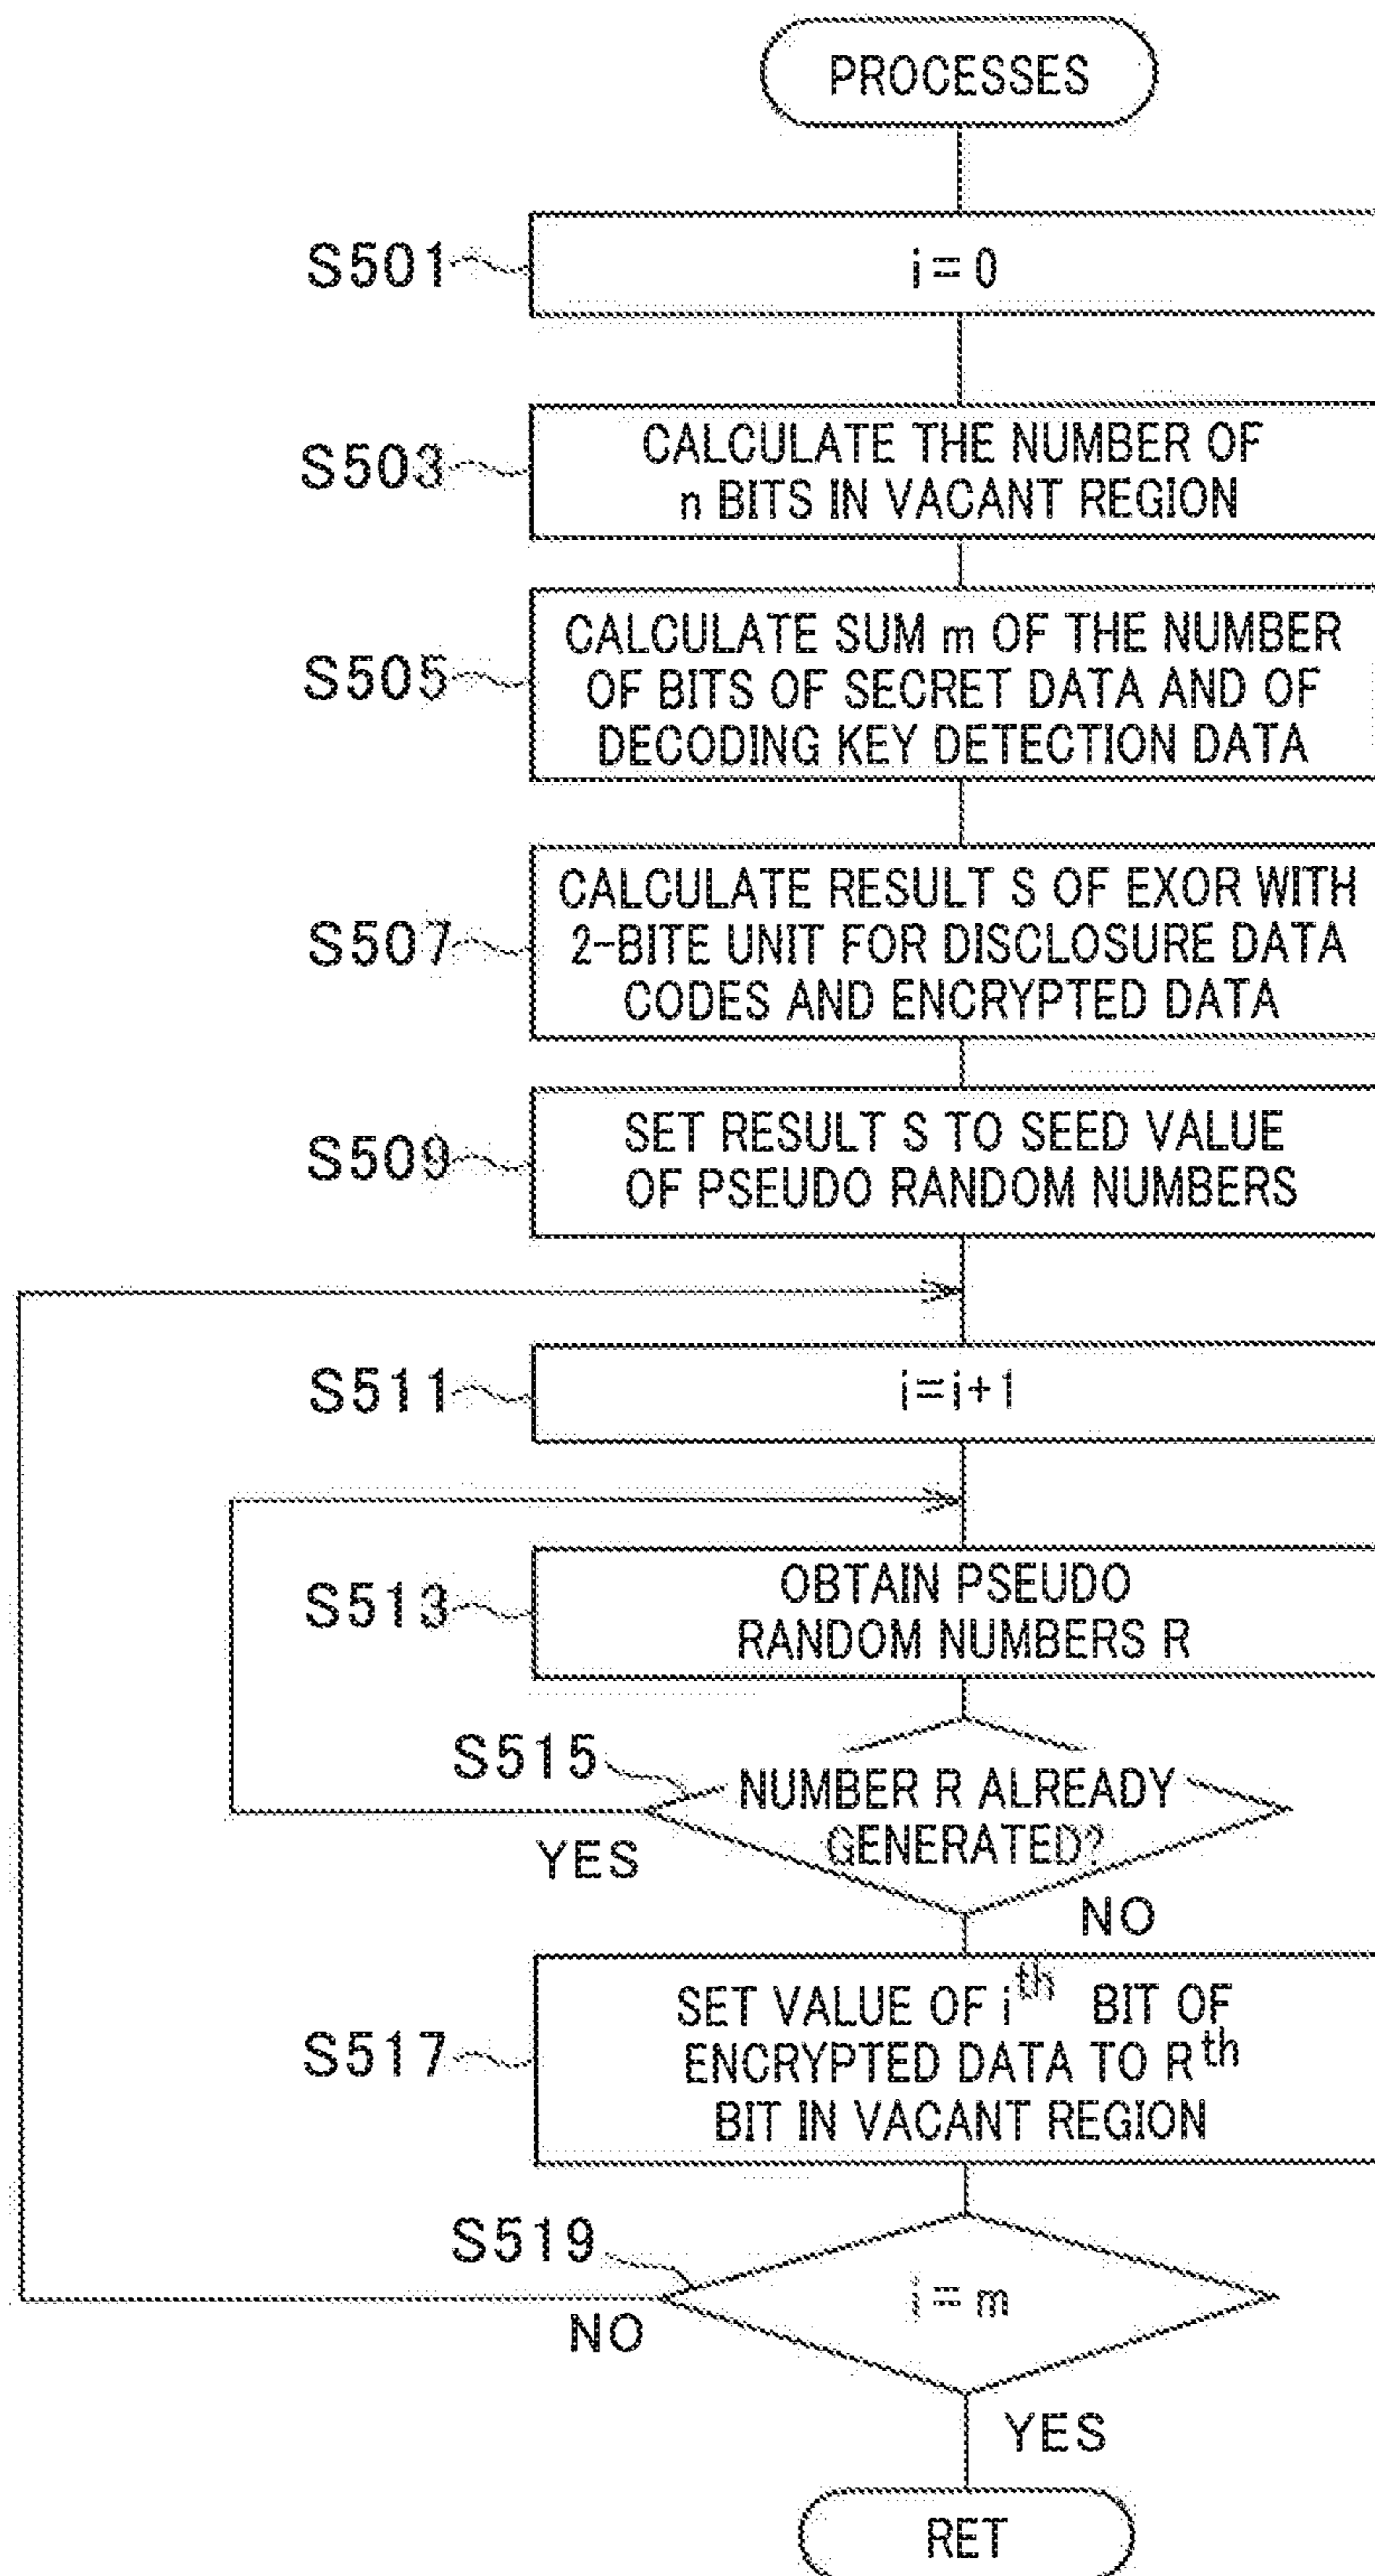 PROCESSES
S501
i=0
S503
CALCULATE THE NUMBER OF
n BITS IN VACANT REGION
S505
CALCULATE SUM m OF THE NUMBER
OF BITS OF SECRET DATA AND OF
DECODING KEY DETECTION DATA
S507
CALCULATE RESULT S OF EXOR WITH
2-BITE UNIT FOR DISCLOSURE DATA
CODES AND ENCRYPTED DATA
S509
SET RESULT S TO SEED VALUE
OF PSEUDO RANDOM NUMBERS
S511
i=i+1
S513
OBTAIN PSEUDO
RANDOM NUMBERS R
S515
NUMBER R ALREADY
GENERATED?
YES
NO
S517
SET VALUE OF i^th BIT OF
ENCRYPTED DATA TO R^th
BIT IN VACANT REGION
S519
i=m
NO
YES
RET